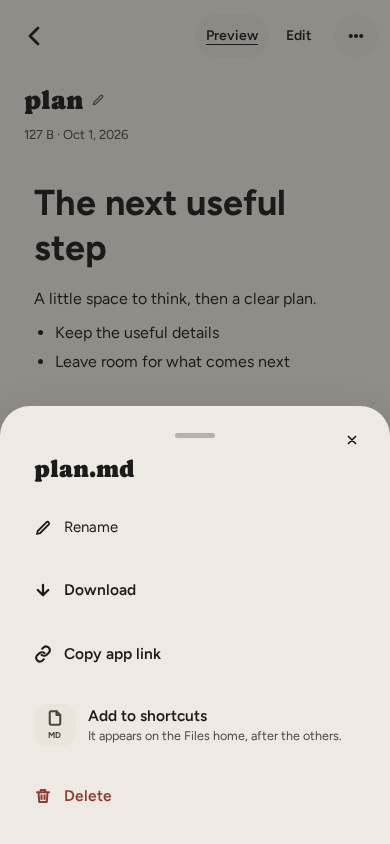 Preview Edit
plan
127 B · Oct 1, 2026
The next useful
step
A little space to think, then a clear plan.
• Keep the useful details
• Leave room for what comes next
plan.md
Rename
Download
Copy app link
MD
Add to shortcuts
It appears on the Files home, after the others.
Delete